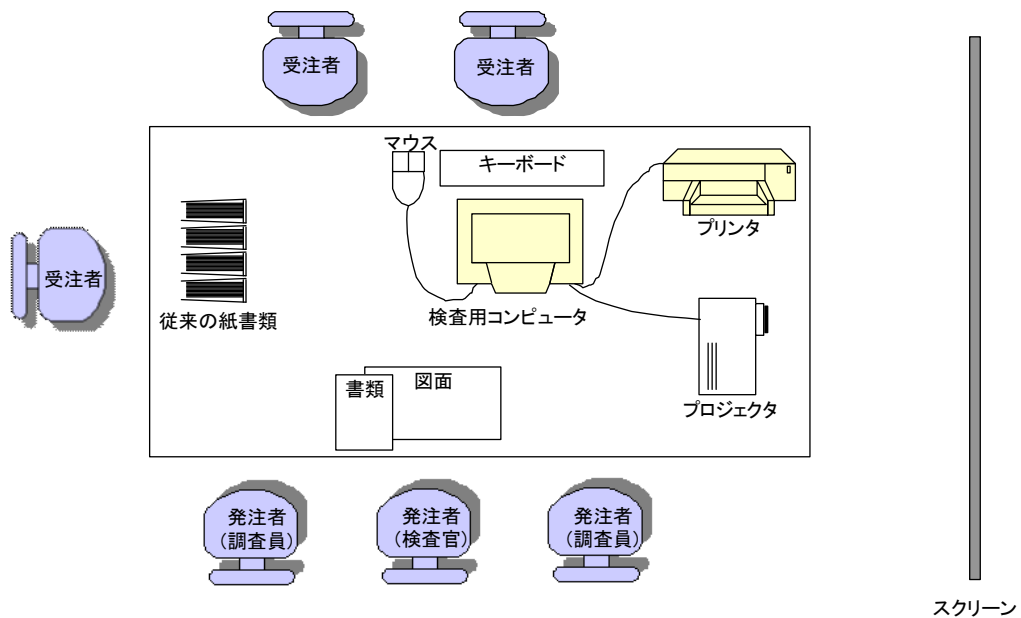 受注者
受注者
マウス
キーボード
プリンタ
受注者
従来の紙書類
検査用コンピュータ
書類
図面
プロジェクタ
発注者
（調査員）
発注者
（検査官）
発注者
（調査員）
スクリーン